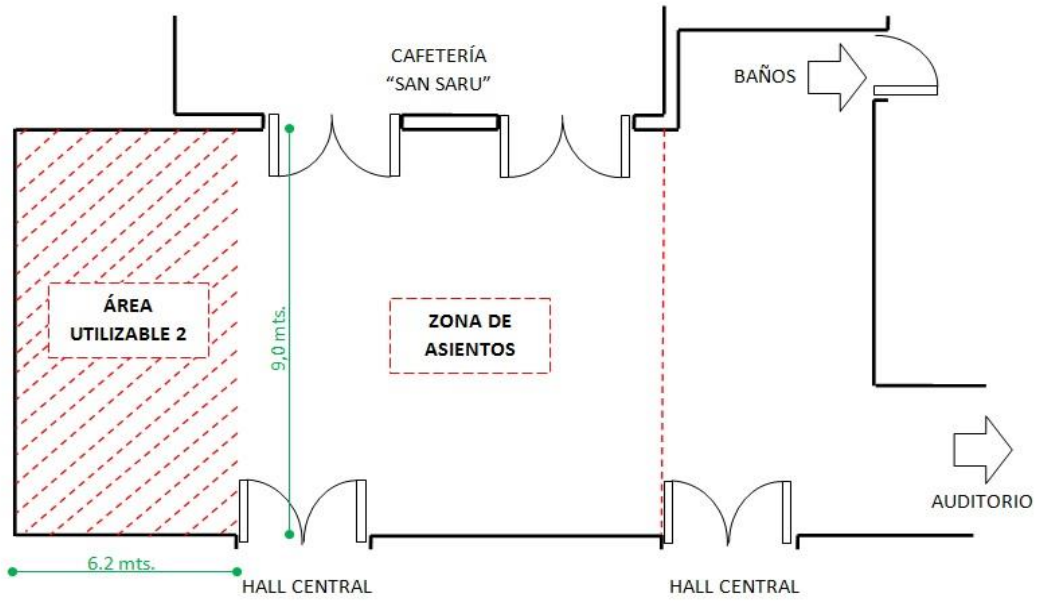 CAFETERÍA
“SAN SARU”
BAÑOS
ÁREA
UTILIZABLE 2
9,0 mts.
ZONA DE
ASIENTOS
AUDITORIO
6.2 mts.
HALL CENTRAL
HALL CENTRAL